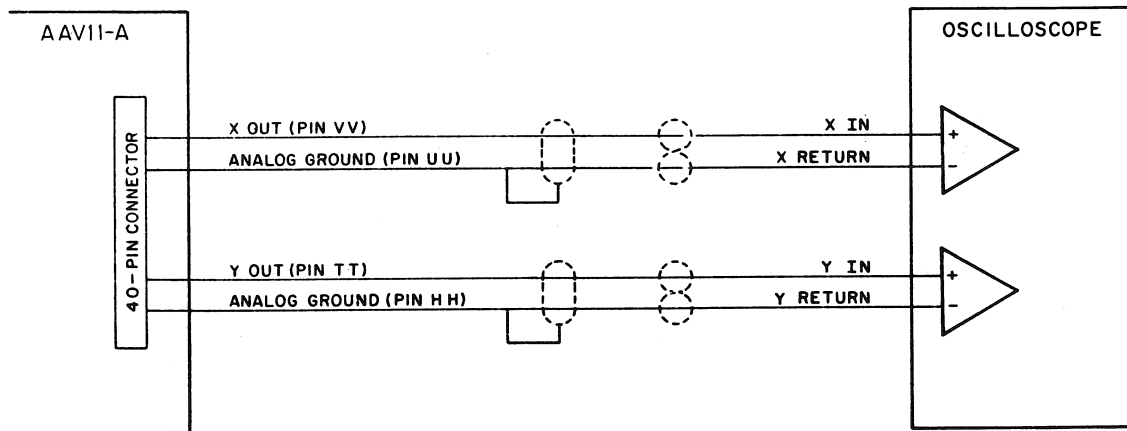 AAV11-A
OSCILLOSCOPE
40-PIN CONNECTOR
X OUT (PIN VV)
X IN
+
ANALOG GROUND (PIN UU)
X RETURN
−
Y OUT (PIN TT)
Y IN
+
ANALOG GROUND (PIN HH)
Y RETURN
−